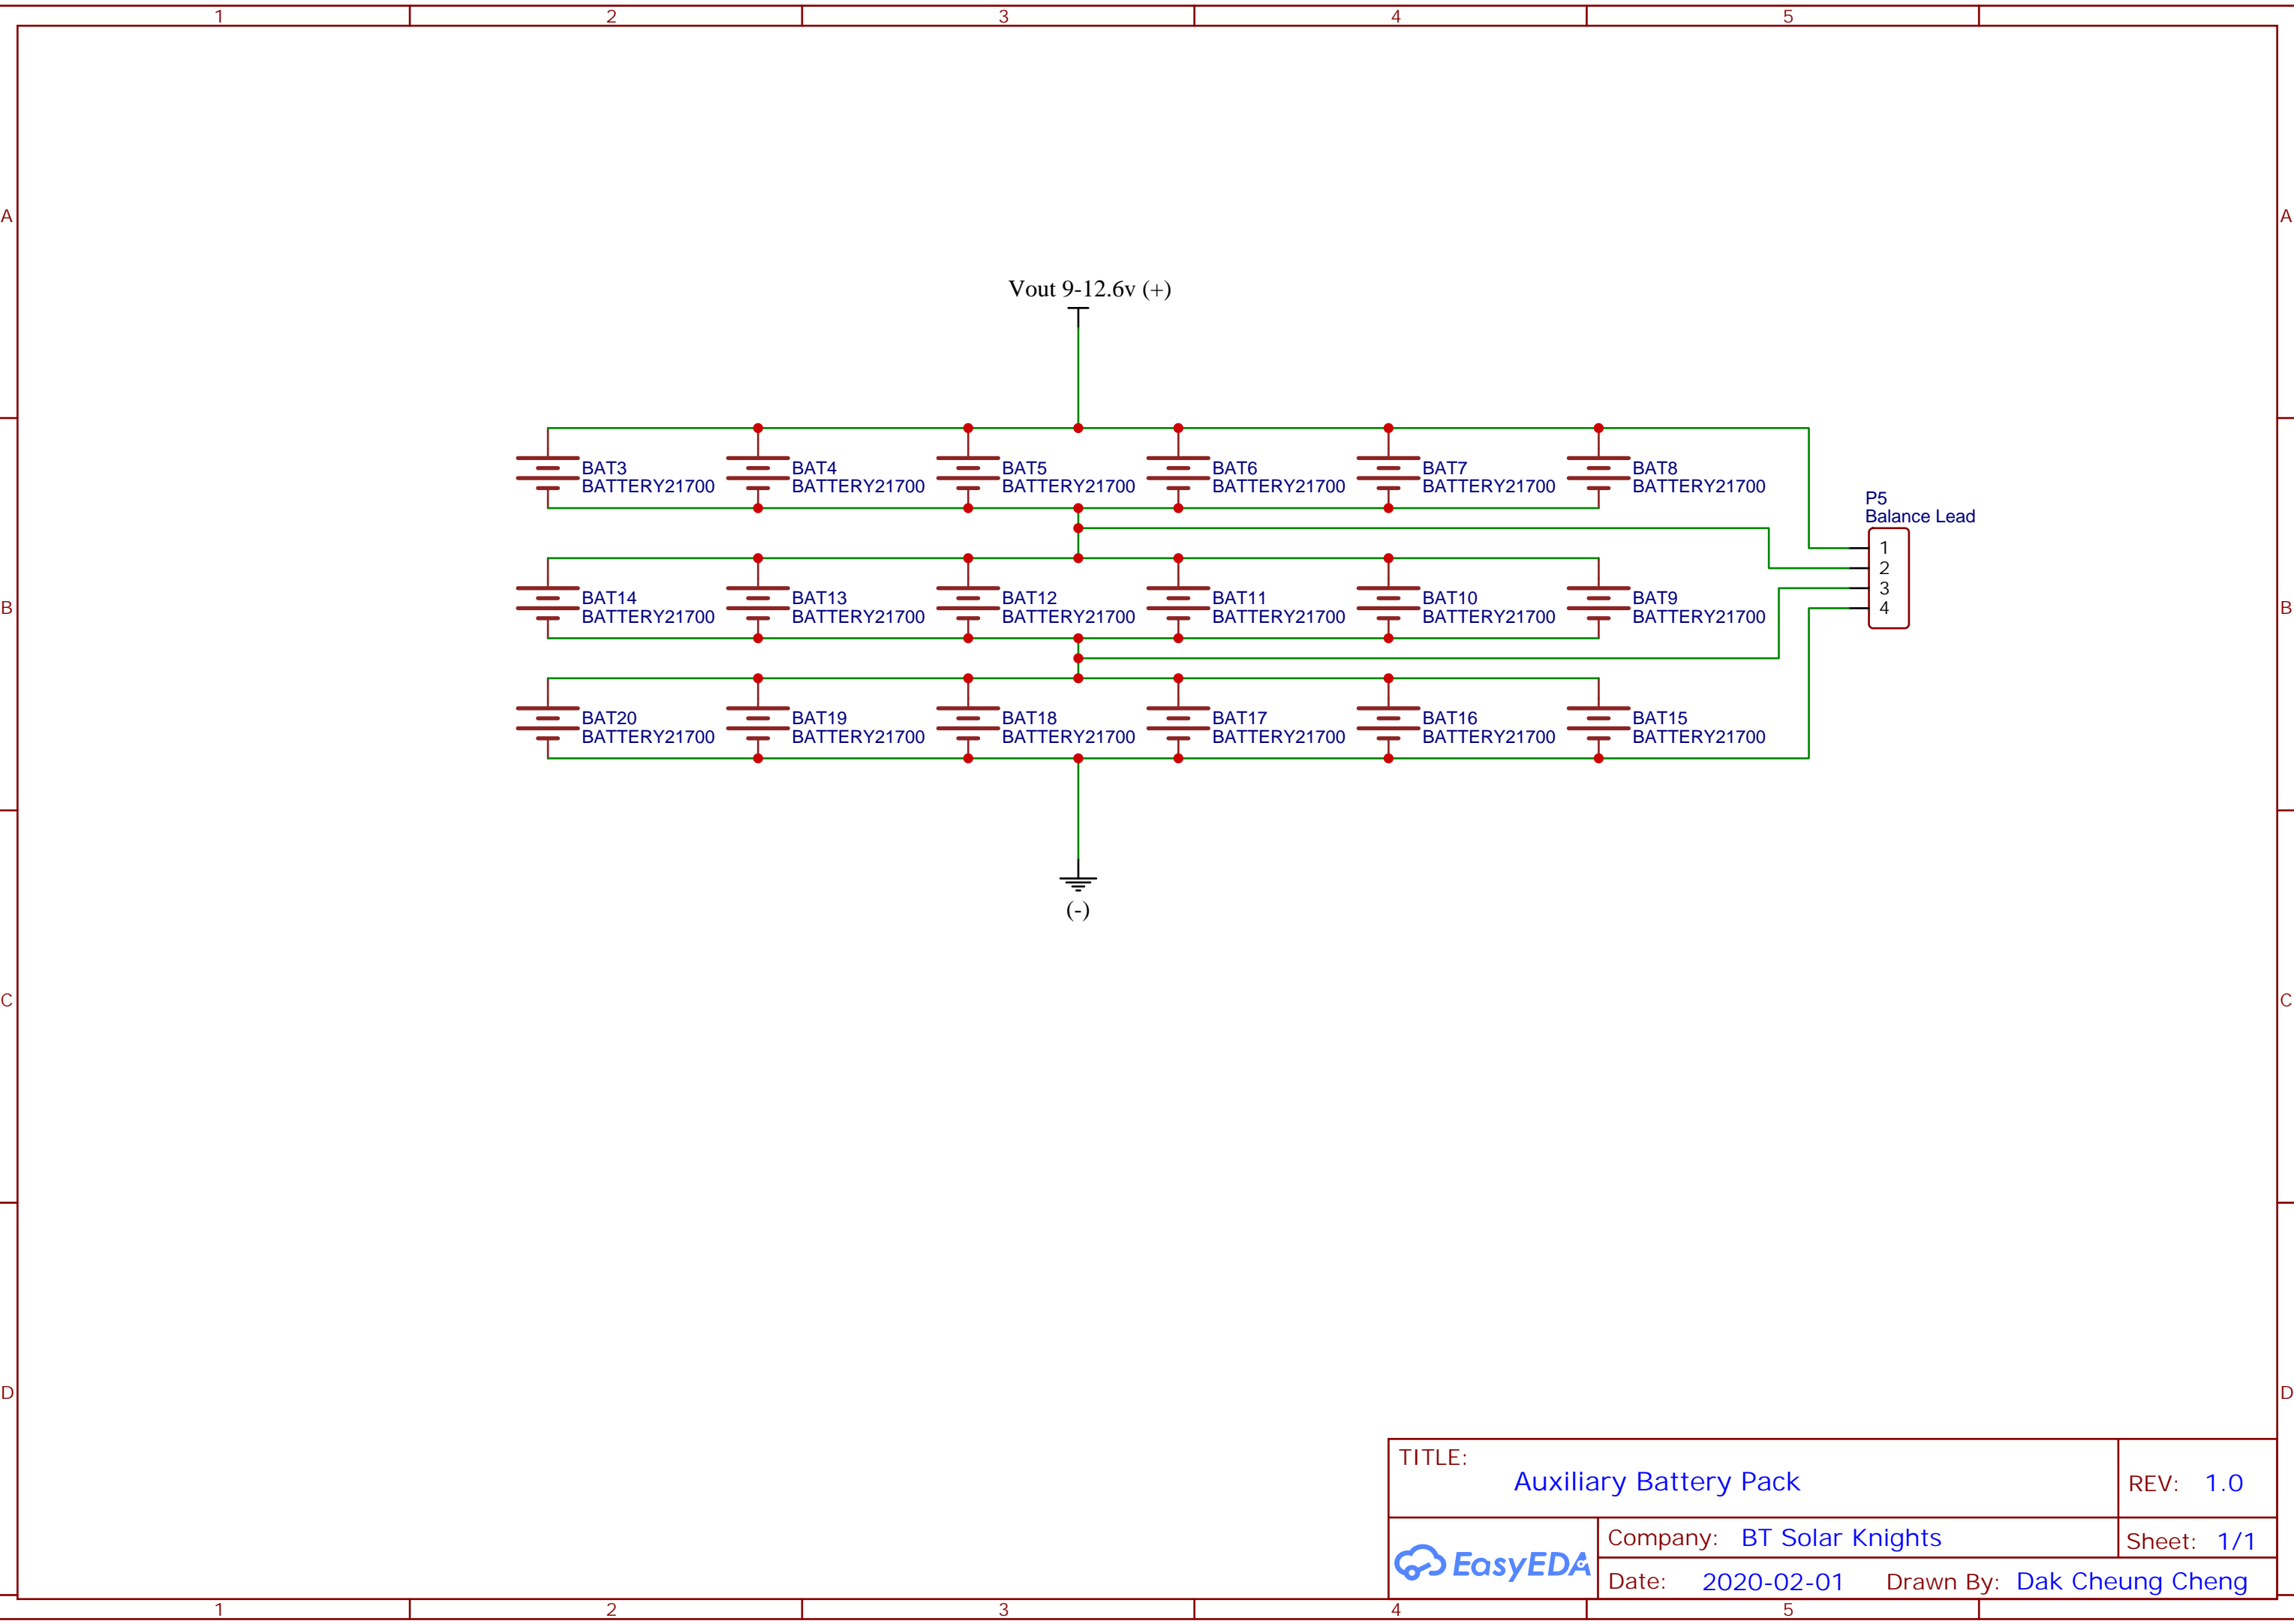 1 2 3 4 5
A A
Vout 9-12.6v (+)
BAT3 BAT4 BAT5 BAT6 BAT7 BAT8
BATTERY21700 BATTERY21700 BATTERY21700 BATTERY21700 BATTERY21700 BATTERY21700
P5
Balance Lead
1
2
3
4
BAT14 BAT13 BAT12 BAT11 BAT10 BAT9
BATTERY21700 BATTERY21700 BATTERY21700 BATTERY21700 BATTERY21700 BATTERY21700
B B
BAT20 BAT19 BAT18 BAT17 BAT16 BAT15
BATTERY21700 BATTERY21700 BATTERY21700 BATTERY21700 BATTERY21700 BATTERY21700
(-)
C C
D D
TITLE:
Auxiliary Battery Pack
REV: 1.0
EasyEDA
Company: BT Solar Knights
Sheet: 1/1
Date: 2020-02-01 Drawn By: Dak Cheung Cheng
1 2 3 4 5